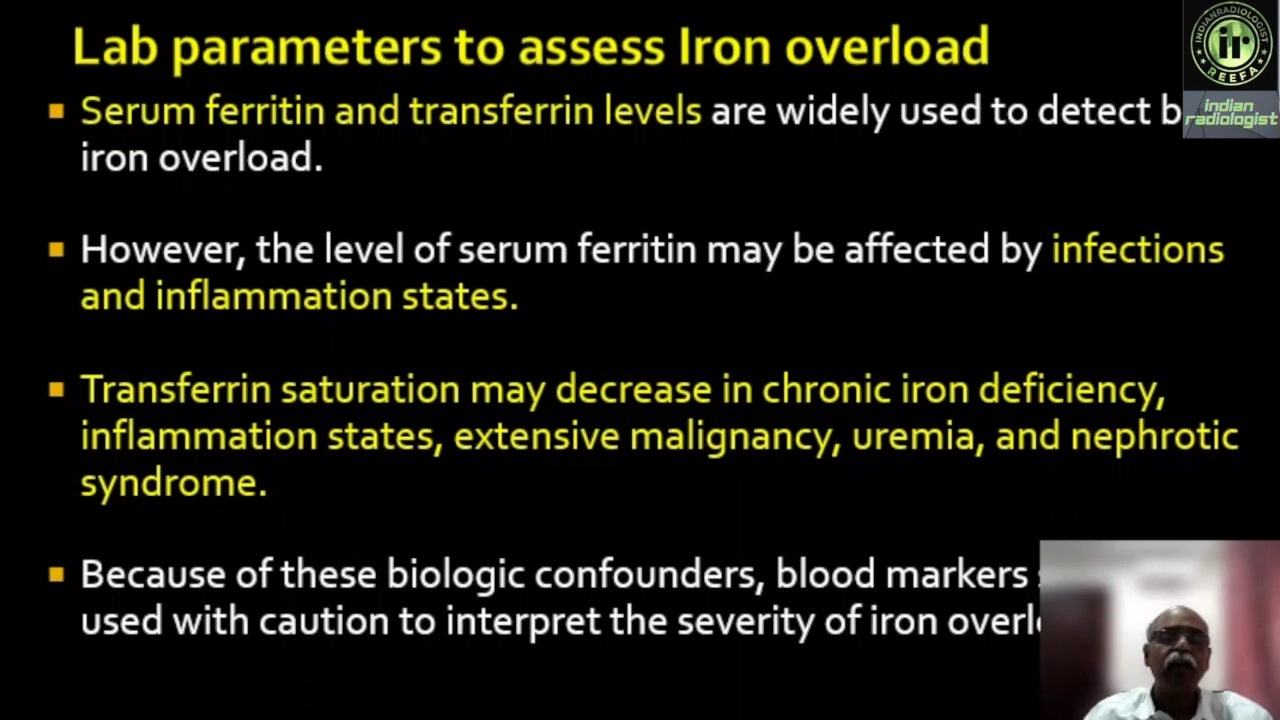 Lab parameters to assess Iron overload
Serum ferritin and transferrin levels are widely used to detect
iron overload.
However, the level of serum ferritin may be affected by infections
and inflammation states.
Transferrin saturation may decrease in chronic iron deficiency,
inflammation states, extensive malignancy, uremia, and nephrotic
syndrome.
Because of these biologic confounders, blood markers
used with caution to interpret the severity of iron
INDIANRADIOLOGIST
ir
REEFA
indian
radiologist